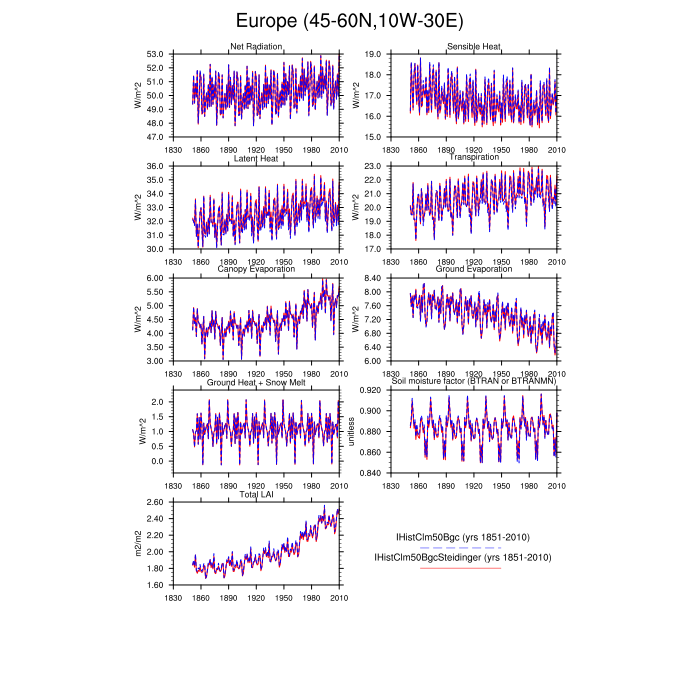 Europe (45-60N,10W-30E)
Net Radiation
Sensible Heat
53.0
52.0
51.0
50.0
49.0
48.0
47.0
W/m^2
1830 1860 1890 1920 1950 1980 2010
19.0
18.0
17.0
16.0
15.0
W/m^2
1830 1860 1890 1920 1950 1980 2010
Latent Heat
Transpiration
36.0
35.0
34.0
33.0
32.0
31.0
30.0
W/m^2
1830 1860 1890 1920 1950 1980 2010
23.0
22.0
21.0
20.0
19.0
18.0
17.0
W/m^2
1830 1860 1890 1920 1950 1980 2010
Canopy Evaporation
Ground Evaporation
6.00
5.00
4.00
3.00
W/m^2
1830 1860 1890 1920 1950 1980 2010
8.40
8.00
7.60
7.20
6.80
6.40
6.00
W/m^2
1830 1860 1890 1920 1950 1980 2010
Ground Heat + Snow Melt
Soil moisture factor (BTRAN or BTRANMN)
2.0
1.5
1.0
0.5
0.0
W/m^2
1830 1860 1890 1920 1950 1980 2010
0.920
0.900
0.880
0.860
0.840
unitless
1830 1860 1890 1920 1950 1980 2010
Total LAI
2.60
2.40
2.20
2.00
1.80
1.60
m2/m2
1830 1860 1890 1920 1950 1980 2010
IHistClm50Bgc (yrs 1851-2010)
IHistClm50BgcSteidinger (yrs 1851-2010)